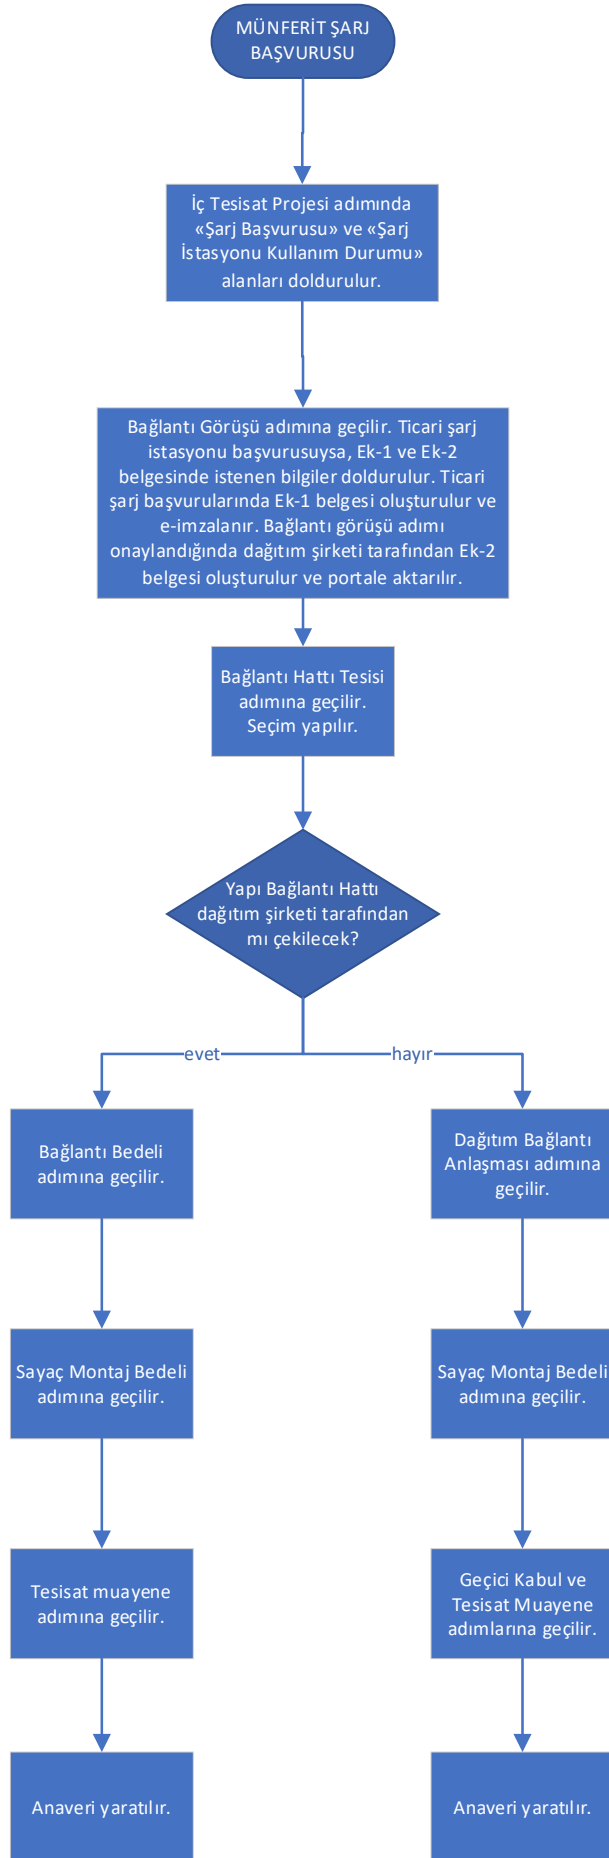 MÜNFERİT ŞARJ
BAŞVURUSU
İç Tesisat Projesi adımında
«Şarj Başvurusu» ve «Şarj
İstasyonu Kullanım Durumu»
alanları doldurulur.
Bağlantı Görüşü adımına geçilir. Ticari şarj
istasyonu başvurusuysa, Ek-1 ve Ek-2
belgesinde istenen bilgiler doldurulur. Ticari
şarj başvurularında Ek-1 belgesi oluşturulur ve
e-imzalanır. Bağlantı görüşü adımı
onaylandığında dağıtım şirketi tarafından Ek-2
belgesi oluşturulur ve portale aktarılır.
Bağlantı Hattı Tesisi
adımına geçilir.
Seçim yapılır.
Yapı Bağlantı Hattı
dağıtım şirketi tarafından
mı çekilecek?
evet
hayır
Bağlantı Bedeli
adımına geçilir.
Dağıtım Bağlantı
Anlaşması adımına
geçilir.
Sayaç Montaj Bedeli
adımına geçilir.
Sayaç Montaj Bedeli
adımına geçilir.
Tesisat muayene
adımına geçilir.
Geçici Kabul ve
Tesisat Muayene
adımlarına geçilir.
Anaveri yaratılır.
Anaveri yaratılır.